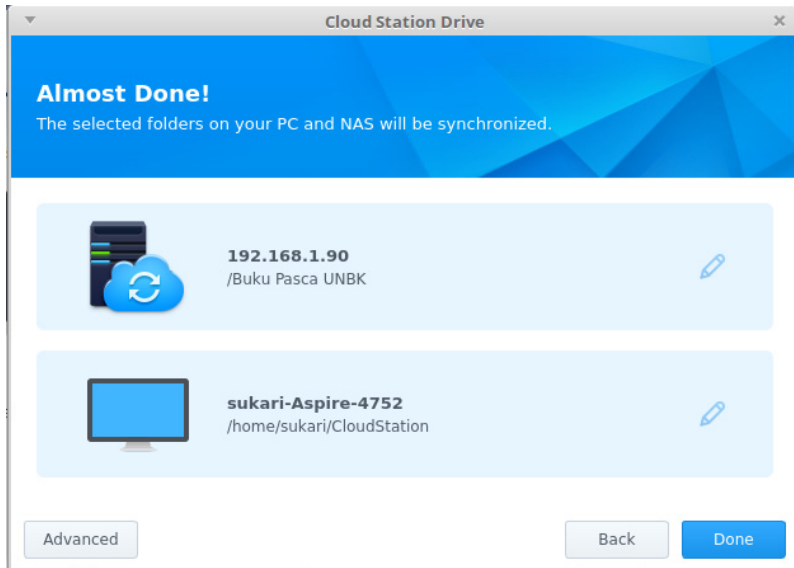 Cloud Station Drive
Almost Done!
The selected folders on your PC and NAS will be synchronized.
192.168.1.90
/Buku Pasca UNBK
sukari-Aspire-4752
/home/sukari/CloudStation
Advanced
Back
Done